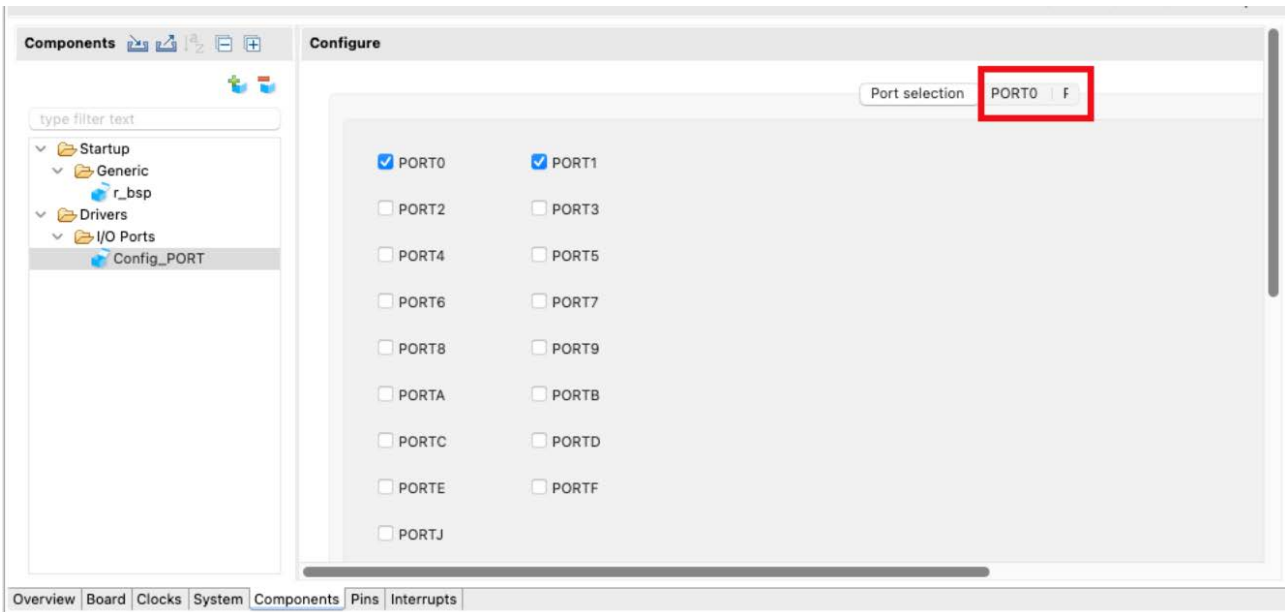 Components
Configure
Port selection PORT0
type filter text
Startup
Generic
r_bsp
Drivers
I/O Ports
Config_PORT
PORT0 PORT1
PORT2 PORT3
PORT4 PORT5
PORT6 PORT7
PORT8 PORT9
PORTA PORTB
PORTC PORTD
PORTE PORTF
PORTJ
Overview Board Clocks System Components Pins Interrupts